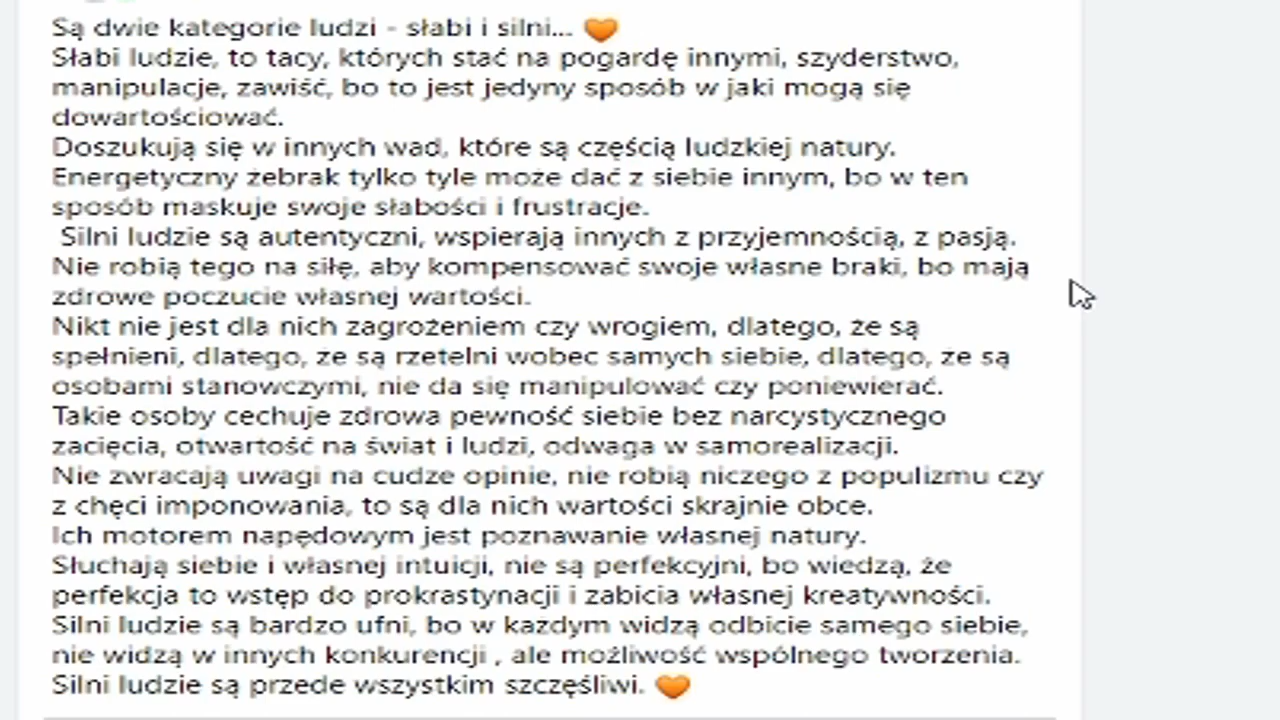 Są dwie kategorie ludzi - słabi i silni... 🧡
Słabi ludzie, to tacy, których stać na pogardę innymi, szyderstwo,
manipulacje, zawiść, bo to jest jedyny sposób w jaki mogą się
dowartościować.
Doszukują się w innych wad, które są częścią ludzkiej natury.
Energetyczny żebrak tylko tyle może dać z siebie innym, bo w ten
sposób maskuje swoje słabości i frustracje.
Silni ludzie są autentyczni, wspierają innych z przyjemnością, z pasją.
Nie robią tego na siłę, aby kompensować swoje własne braki, bo mają
zdrowe poczucie własnej wartości.
Nikt nie jest dla nich zagrożeniem czy wrogiem, dlatego, że są
spełnieni, dlatego, że są rzetelni wobec samych siebie, dlatego, że są
osobami stanowczymi, nie da się manipulować czy poniewierać.
Takie osoby cechuje zdrowa pewność siebie bez narcystycznego
zacięcia, otwartość na świat i ludzi, odwaga w samorealizacji.
Nie zwracają uwagi na cudze opinie, nie robią niczego z populizmu czy
z chęci imponowania, to są dla nich wartości skrajnie obce.
Ich motorem napędowym jest poznawanie własnej natury.
Słuchają siebie i własnej intuicji, nie są perfekcyjni, bo wiedzą, że
perfekcja to wstęp do prokrastynacji i zabicia własnej kreatywności.
Silni ludzie są bardzo ufni, bo w każdym widzą odbicie samego siebie,
nie widzą w innych konkurencji , ale możliwość wspólnego tworzenia.
Silni ludzie są przede wszystkim szczęśliwi. 🧡